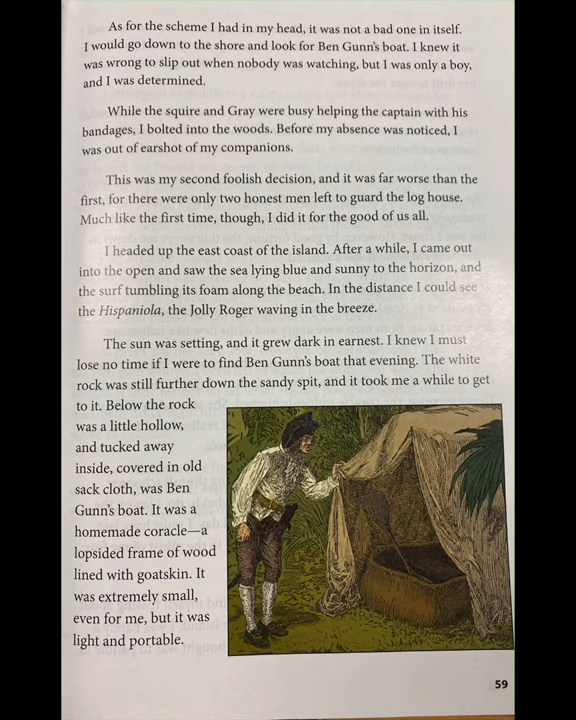 As for the scheme I had in my head, it was not a bad one in itself.
I would go down to the shore and look for Ben Gunn's boat. I knew it
was wrong to slip out when nobody was watching, but I was only a boy,
and I was determined.
While the squire and Gray were busy helping the captain with his
bandages, I bolted into the woods. Before my absence was noticed, I
was out of earshot of my companions.
This was my second foolish decision, and it was far worse than the
first, for there were only two honest men left to guard the log house.
Much like the first time, though, I did it for the good of us all.
I headed up the east coast of the island. After a while, I came out
into the open and saw the sea lying blue and sunny to the horizon, and
the surf tumbling its foam along the beach. In the distance I could see
the Hispaniola, the Jolly Roger waving in the breeze.
The sun was setting, and it grew dark in earnest. I knew I must
lose no time if I were to find Ben Gunn's boat that evening. The white
rock was still further down the sandy spit, and it took me a while to get
to it. Below the rock
was a little hollow,
and tucked away
inside, covered in old
sack cloth, was Ben
Gunn's boat. It was a
homemade coracle—a
lopsided frame of wood
lined with goatskin. It
was extremely small,
even for me, but it was
light and portable.
59